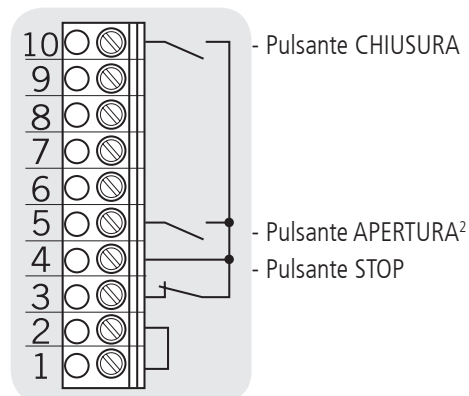 10 - Pulsante CHIUSURA
9
8
7
6
5 - Pulsante APERTURA²
4 - Pulsante STOP
3
2
1